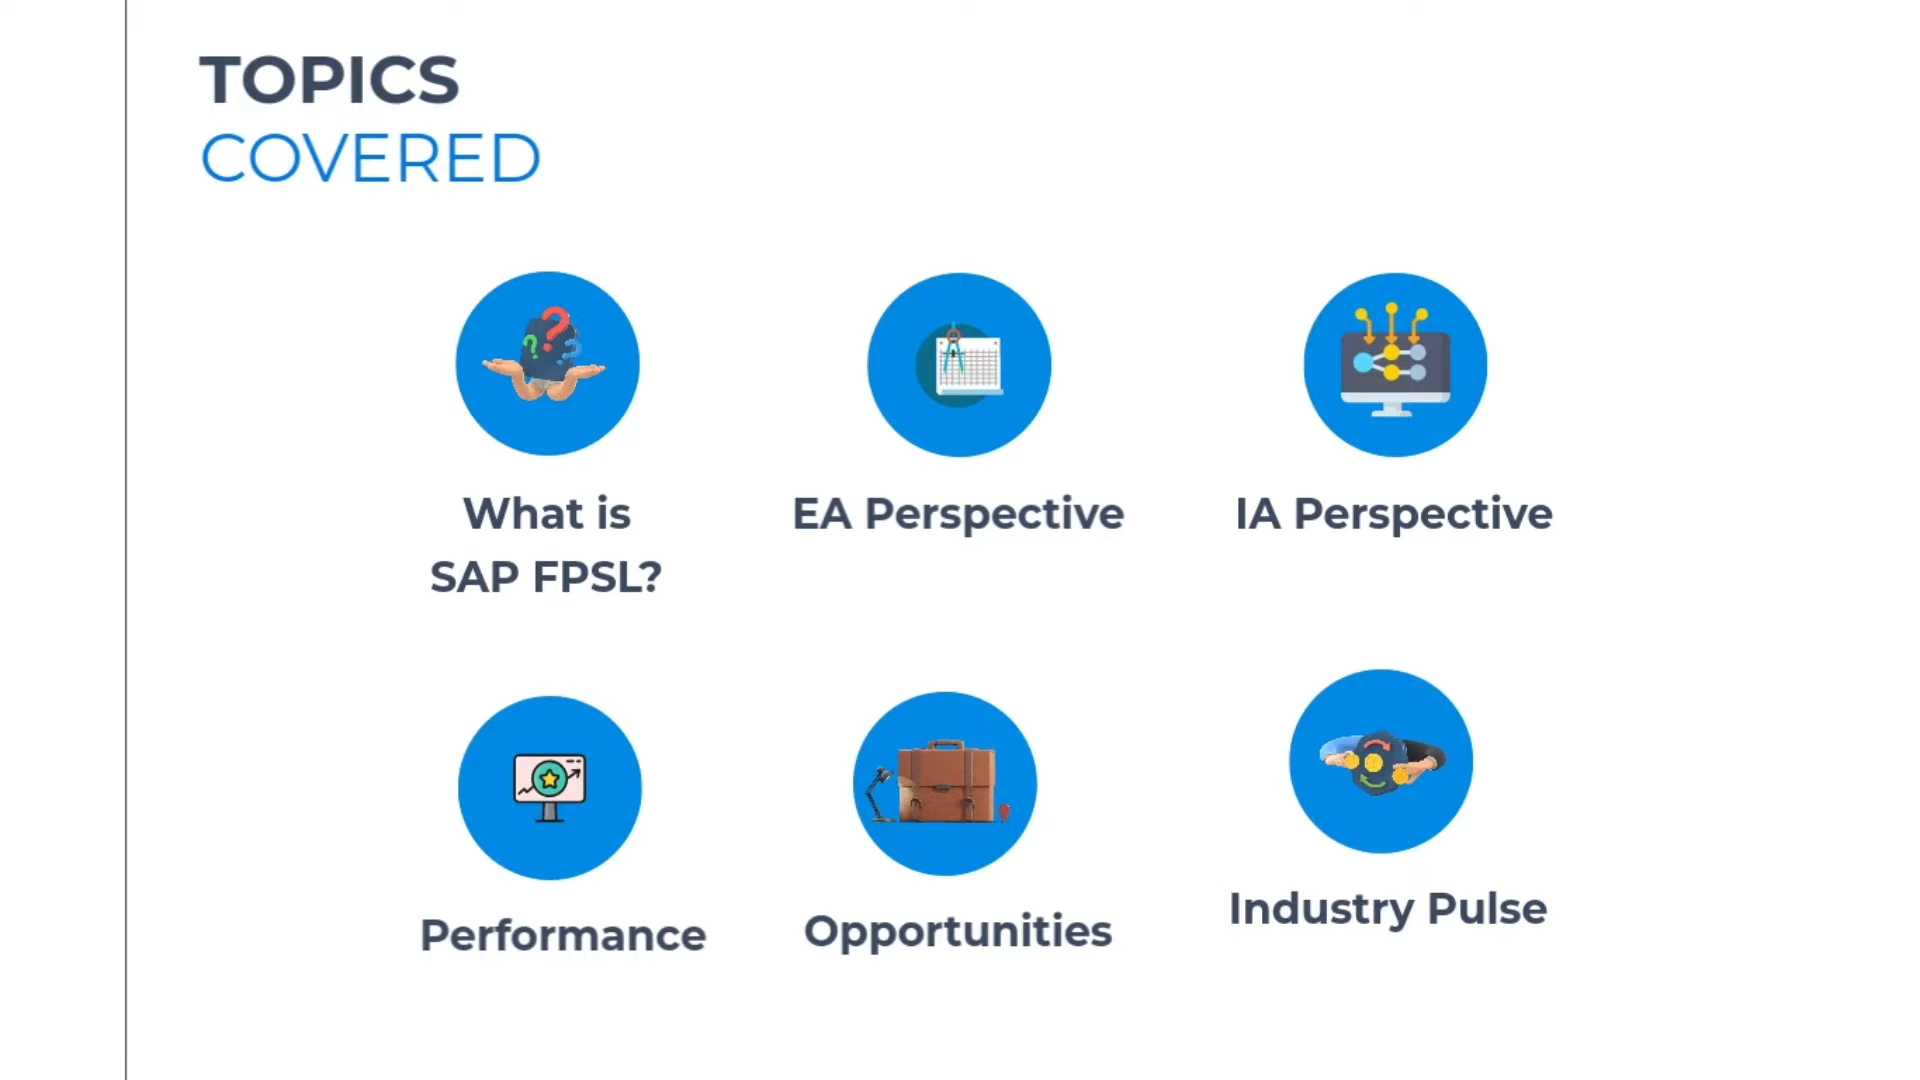 TOPICS
COVERED
What is
SAP FPSL?
EA Perspective
IA Perspective
Performance
Opportunities
Industry Pulse